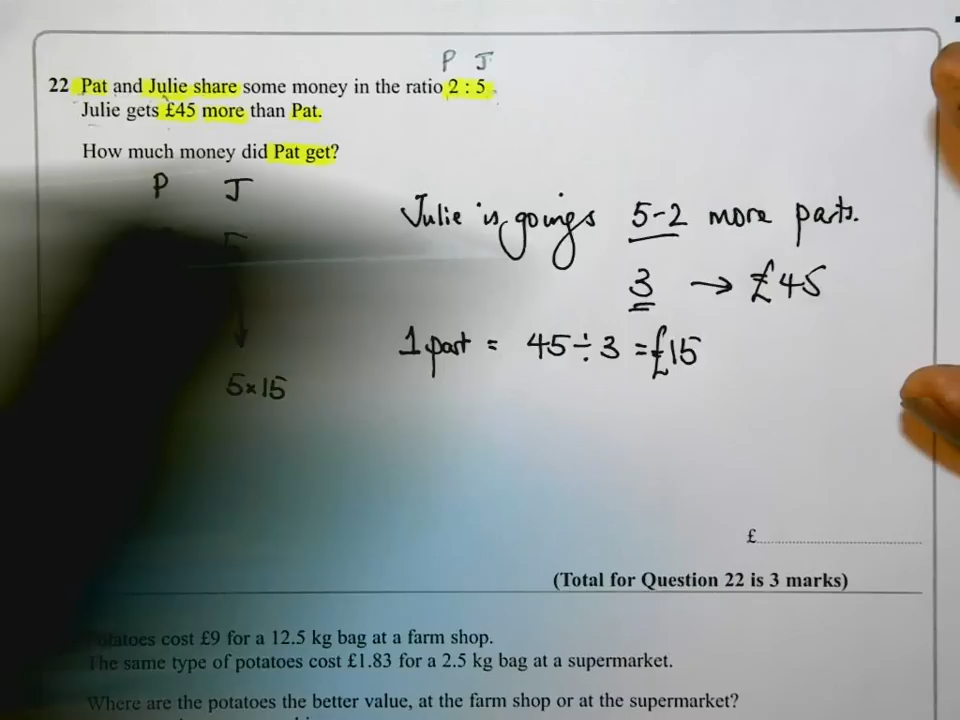 P J
22 Pat and Julie share some money in the ratio 2 : 5.
Julie gets £45 more than Pat.
How much money did Pat get?
P J
Julie is goings 5-2 more parts.
5
3 → £45
1 part = 45 ÷ 3 = £15
5 × 15
£
(Total for Question 22 is 3 marks)
Potatoes cost £9 for a 12.5 kg bag at a farm shop.
The same type of potatoes cost £1.83 for a 2.5 kg bag at a supermarket.
Where are the potatoes the better value, at the farm shop or at the supermarket?